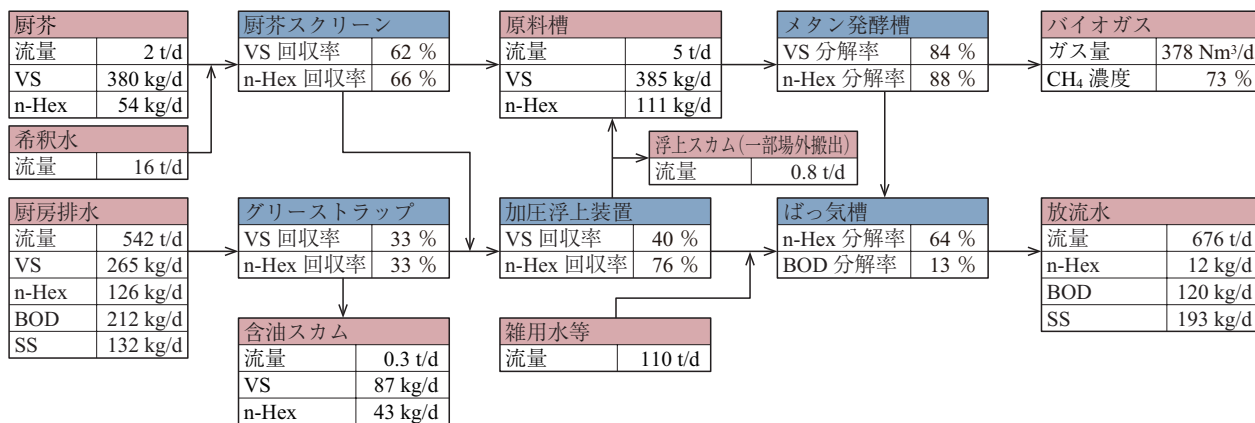 厨芥
流量 2 t/d
VS 380 kg/d
n-Hex 54 kg/d
希釈水
流量 16 t/d
厨芥スクリーン
VS 回収率 62 %
n-Hex 回収率 66 %
原料槽
流量 5 t/d
VS 385 kg/d
n-Hex 111 kg/d
メタン発酵槽
VS 分解率 84 %
n-Hex 分解率 88 %
バイオガス
ガス量 378 Nm³/d
CH₄ 濃度 73 %
浮上スカム(一部場外搬出)
流量 0.8 t/d
厨房排水
流量 542 t/d
VS 265 kg/d
n-Hex 126 kg/d
BOD 212 kg/d
SS 132 kg/d
グリーストラップ
VS 回収率 33 %
n-Hex 回収率 33 %
含油スカム
流量 0.3 t/d
VS 87 kg/d
n-Hex 43 kg/d
加圧浮上装置
VS 回収率 40 %
n-Hex 回収率 76 %
雑用水等
流量 110 t/d
ばっ気槽
n-Hex 分解率 64 %
BOD 分解率 13 %
放流水
流量 676 t/d
n-Hex 12 kg/d
BOD 120 kg/d
SS 193 kg/d